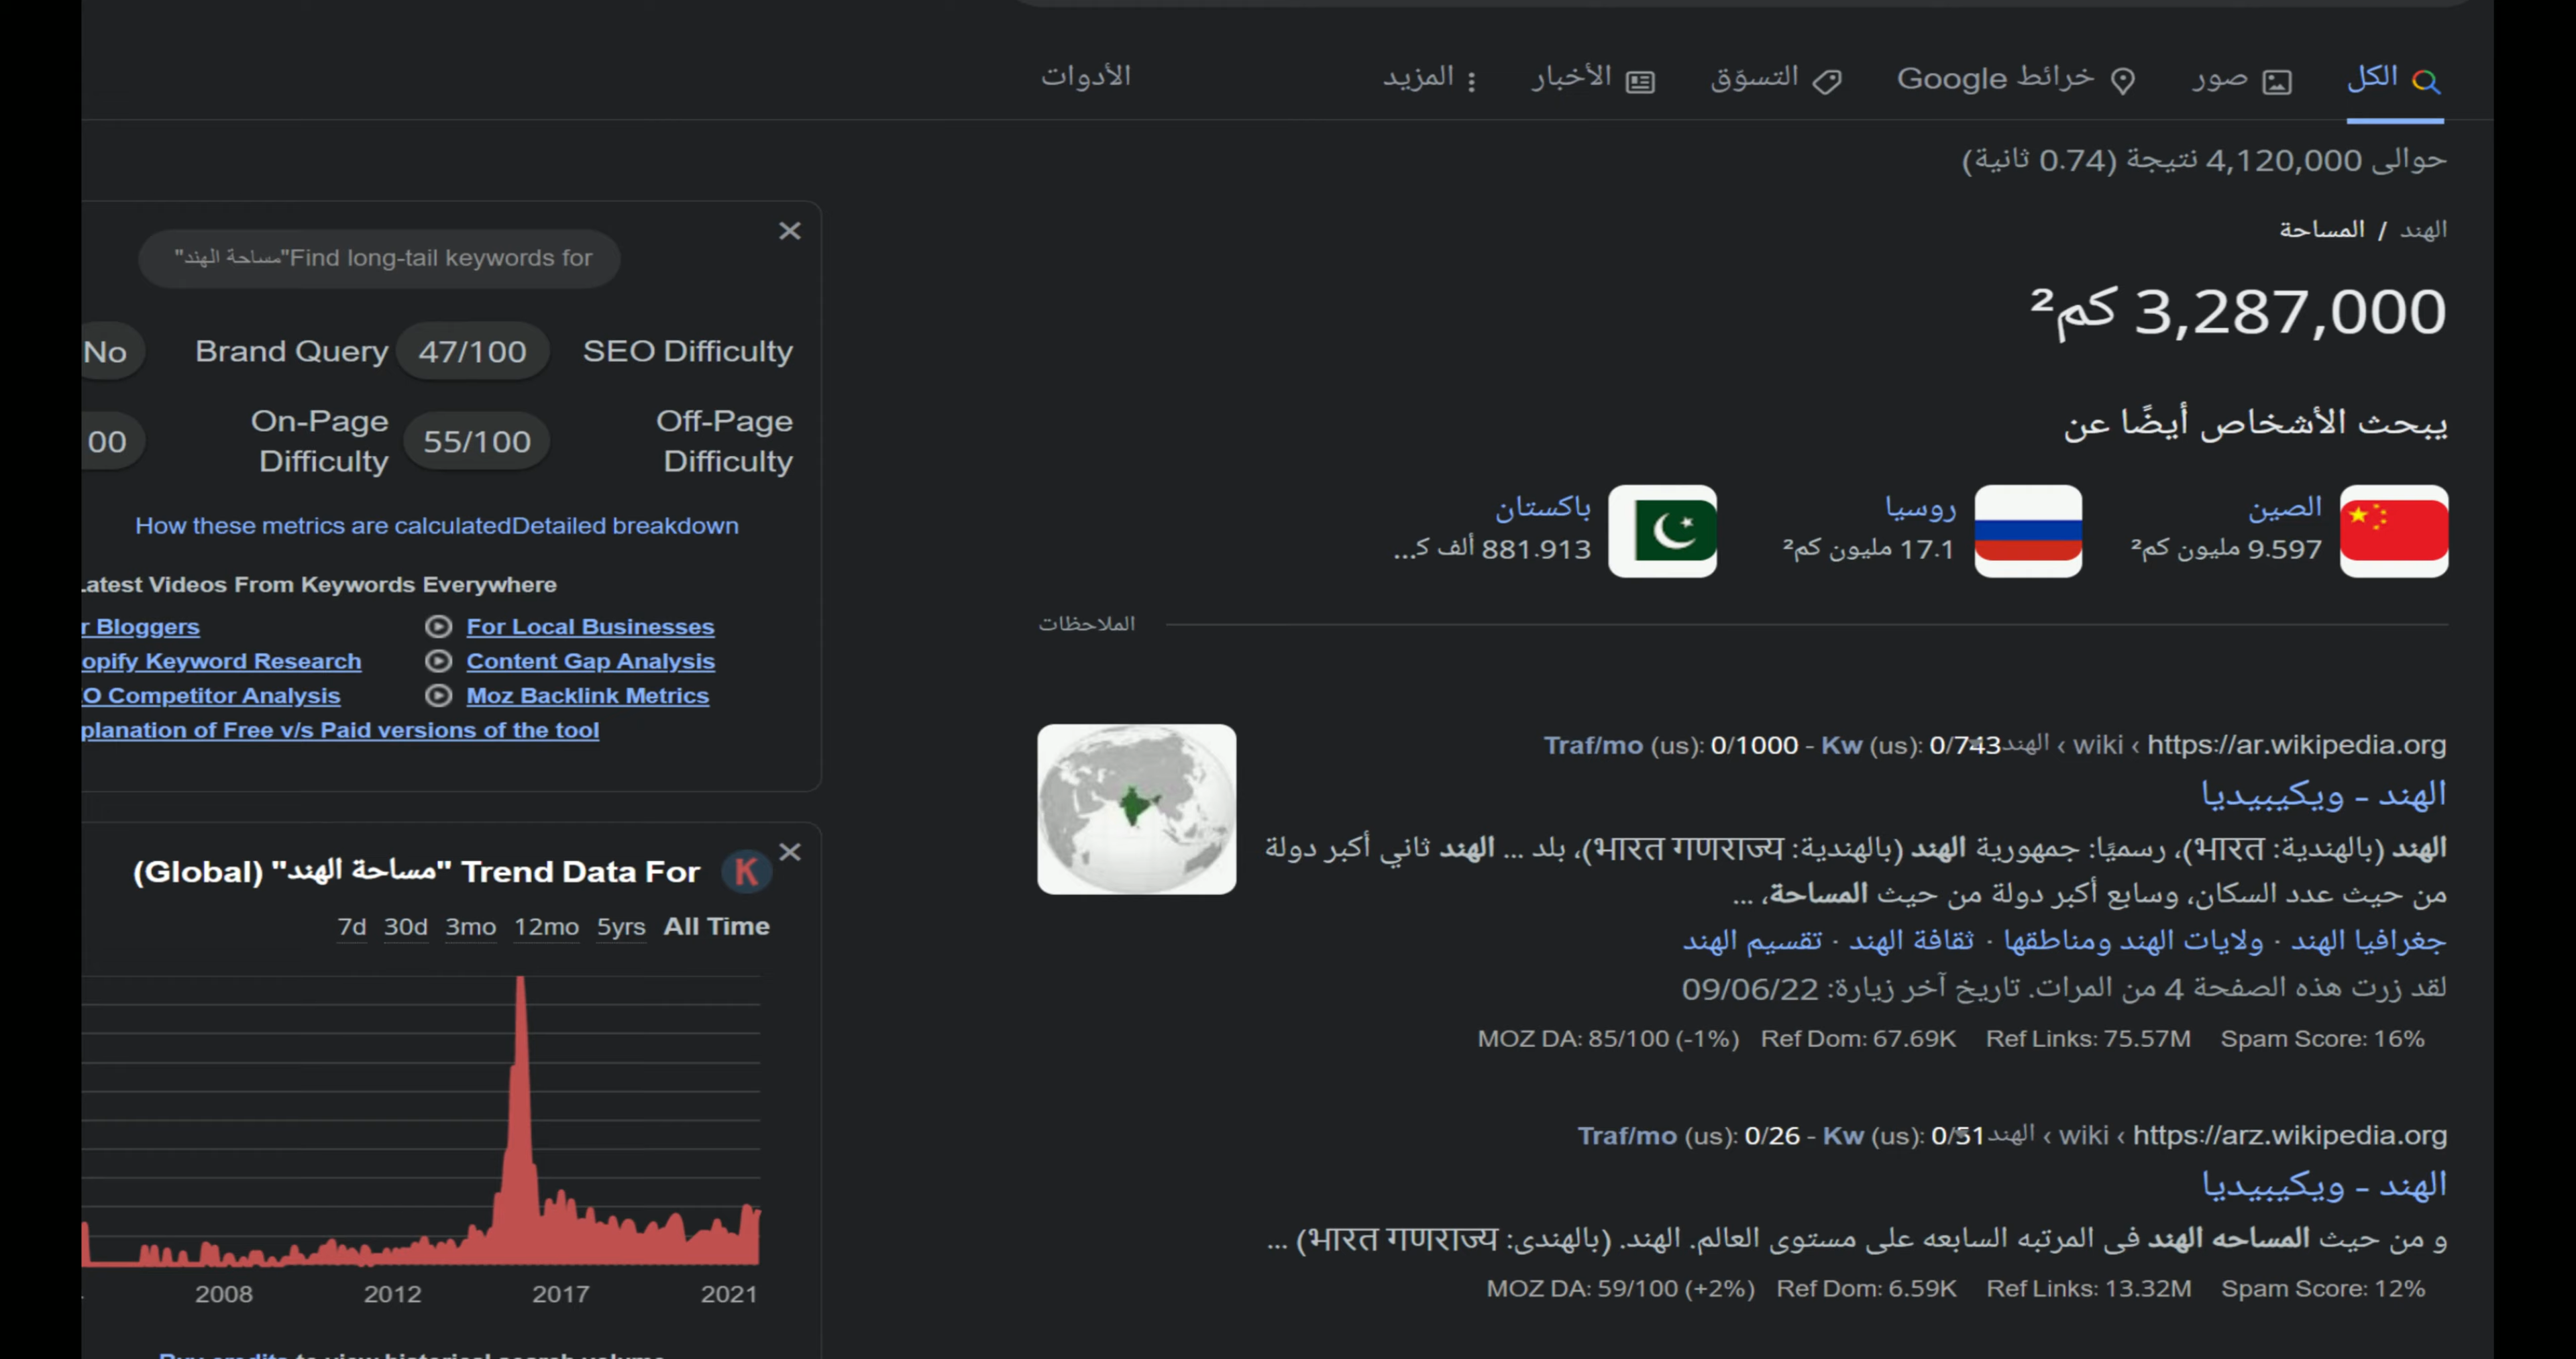 الكل
صور
خرائط Google
التسوّق
الأخبار
المزيد
الأدوات
حوالى 4,120,000 نتيجة (0.74 ثانية)
الهند / المساحة
3,287,000 كم²
يبحث الأشخاص أيضًا عن
الصين
9.597 مليون كم²
روسيا
17.1 مليون كم²
باكستان
881.913 ألف ك...
الملاحظات
https://ar.wikipedia.org › wiki › الهند Traf/mo (us): 0/1000 - Kw (us): 0/743
الهند - ويكيبيديا
الهند (بالهندية: भारत)، رسميًا: جمهورية الهند (بالهندية: भारत गणराज्य)، بلد ... الهند ثاني أكبر دولة
من حيث عدد السكان، وسابع أكبر دولة من حيث المساحة، ...
جغرافيا الهند · ولايات الهند ومناطقها · ثقافة الهند · تقسيم الهند
لقد زرت هذه الصفحة 4 من المرات. تاريخ آخر زيارة: 09/06/22
MOZ DA: 85/100 (-1%) Ref Dom: 67.69K Ref Links: 75.57M Spam Score: 16%
https://arz.wikipedia.org › wiki › الهند Traf/mo (us): 0/26 - Kw (us): 0/51
الهند - ويكيبيديا
و من حيث المساحه الهند فى المرتبه السابعه على مستوى العالم. الهند. (بالهندى: भारत गणराज्य) ...
MOZ DA: 59/100 (+2%) Ref Dom: 6.59K Ref Links: 13.32M Spam Score: 12%
Find long-tail keywords for "مساحة الهند"
SEO Difficulty 47/100 Brand Query No
Off-Page Difficulty 55/100 On-Page Difficulty 00
How these metrics are calculated Detailed breakdown
atest Videos From Keywords Everywhere
r Bloggers For Local Businesses
opify Keyword Research Content Gap Analysis
O Competitor Analysis Moz Backlink Metrics
planation of Free v/s Paid versions of the tool
K
Trend Data For "مساحة الهند" (Global)
7d 30d 3mo 12mo 5yrs All Time
2008 2012 2017 2021
Buy credits to view historical search volume